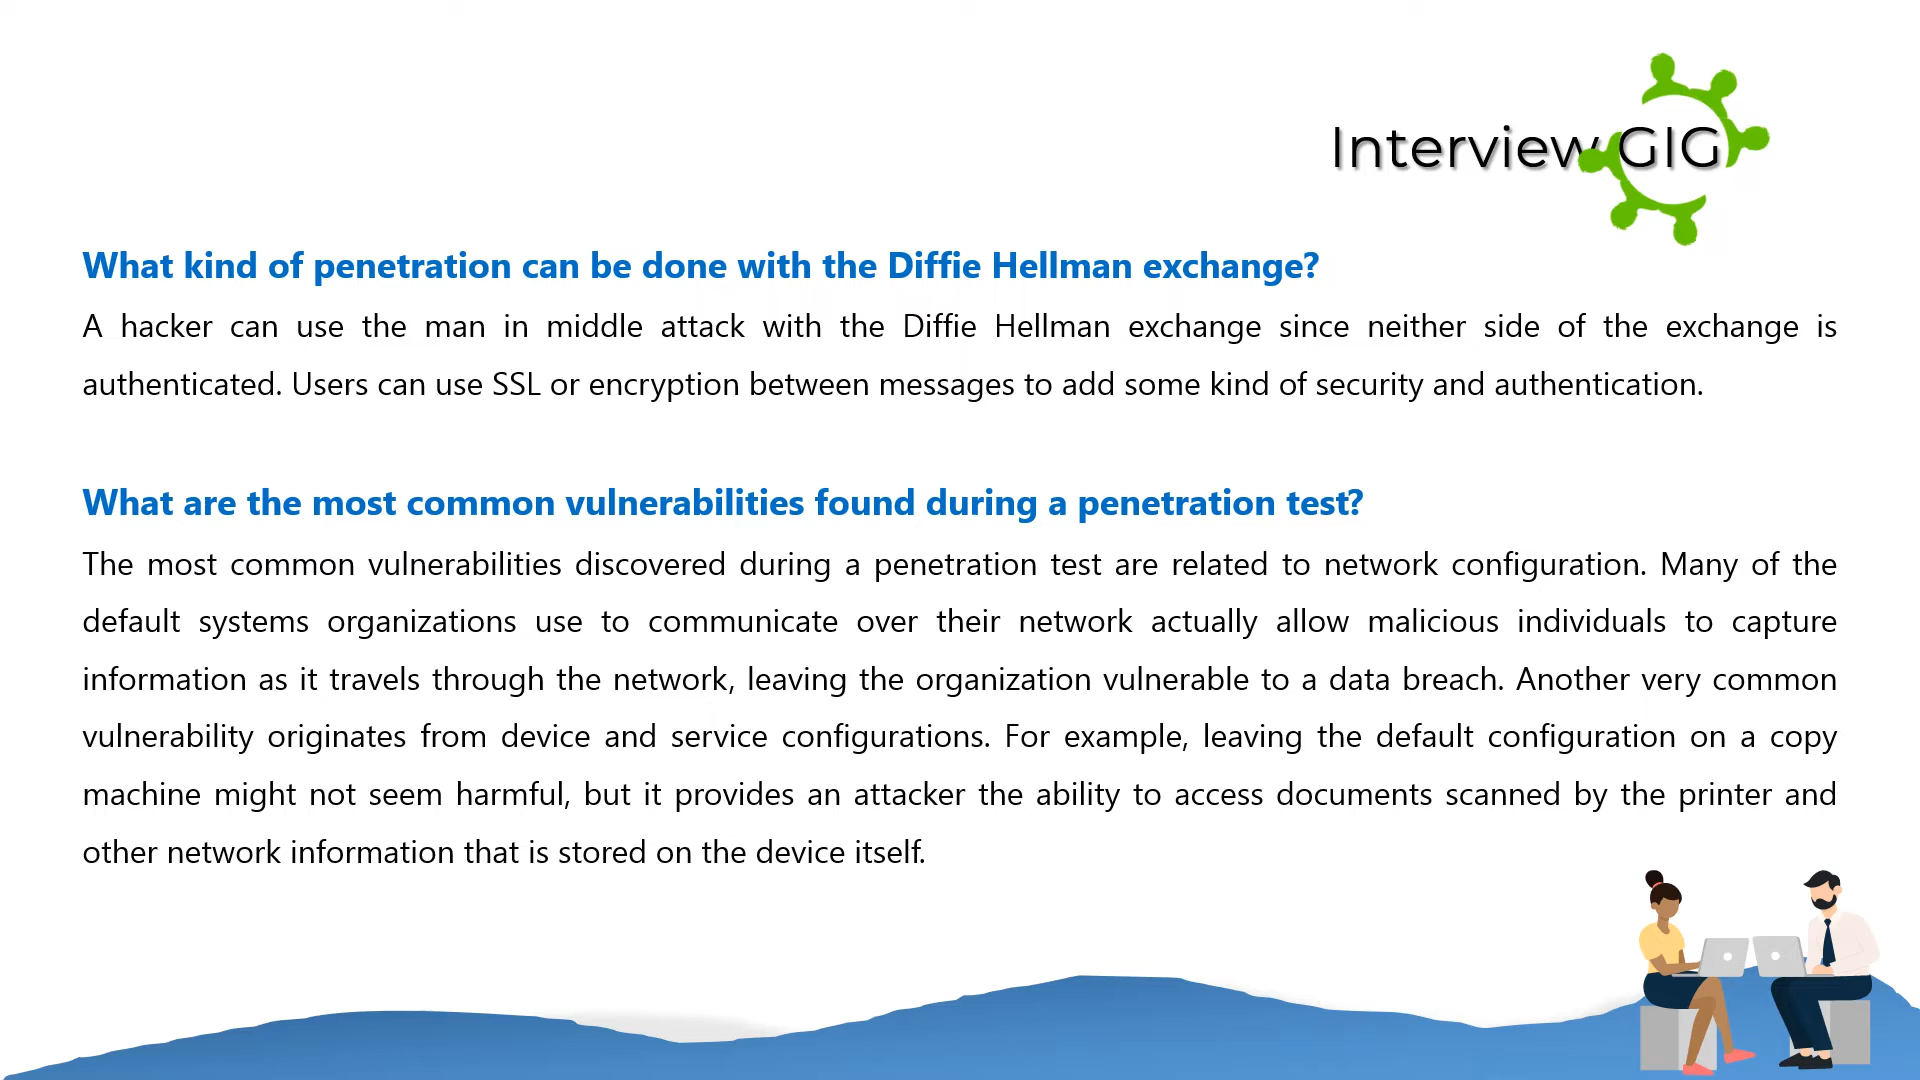 Interview GIG
What kind of penetration can be done with the Diffie Hellman exchange?
A hacker can use the man in middle attack with the Diffie Hellman exchange since neither side of the exchange is
authenticated. Users can use SSL or encryption between messages to add some kind of security and authentication.
What are the most common vulnerabilities found during a penetration test?
The most common vulnerabilities discovered during a penetration test are related to network configuration. Many of the
default systems organizations use to communicate over their network actually allow malicious individuals to capture
information as it travels through the network, leaving the organization vulnerable to a data breach. Another very common
vulnerability originates from device and service configurations. For example, leaving the default configuration on a copy
machine might not seem harmful, but it provides an attacker the ability to access documents scanned by the printer and
other network information that is stored on the device itself.